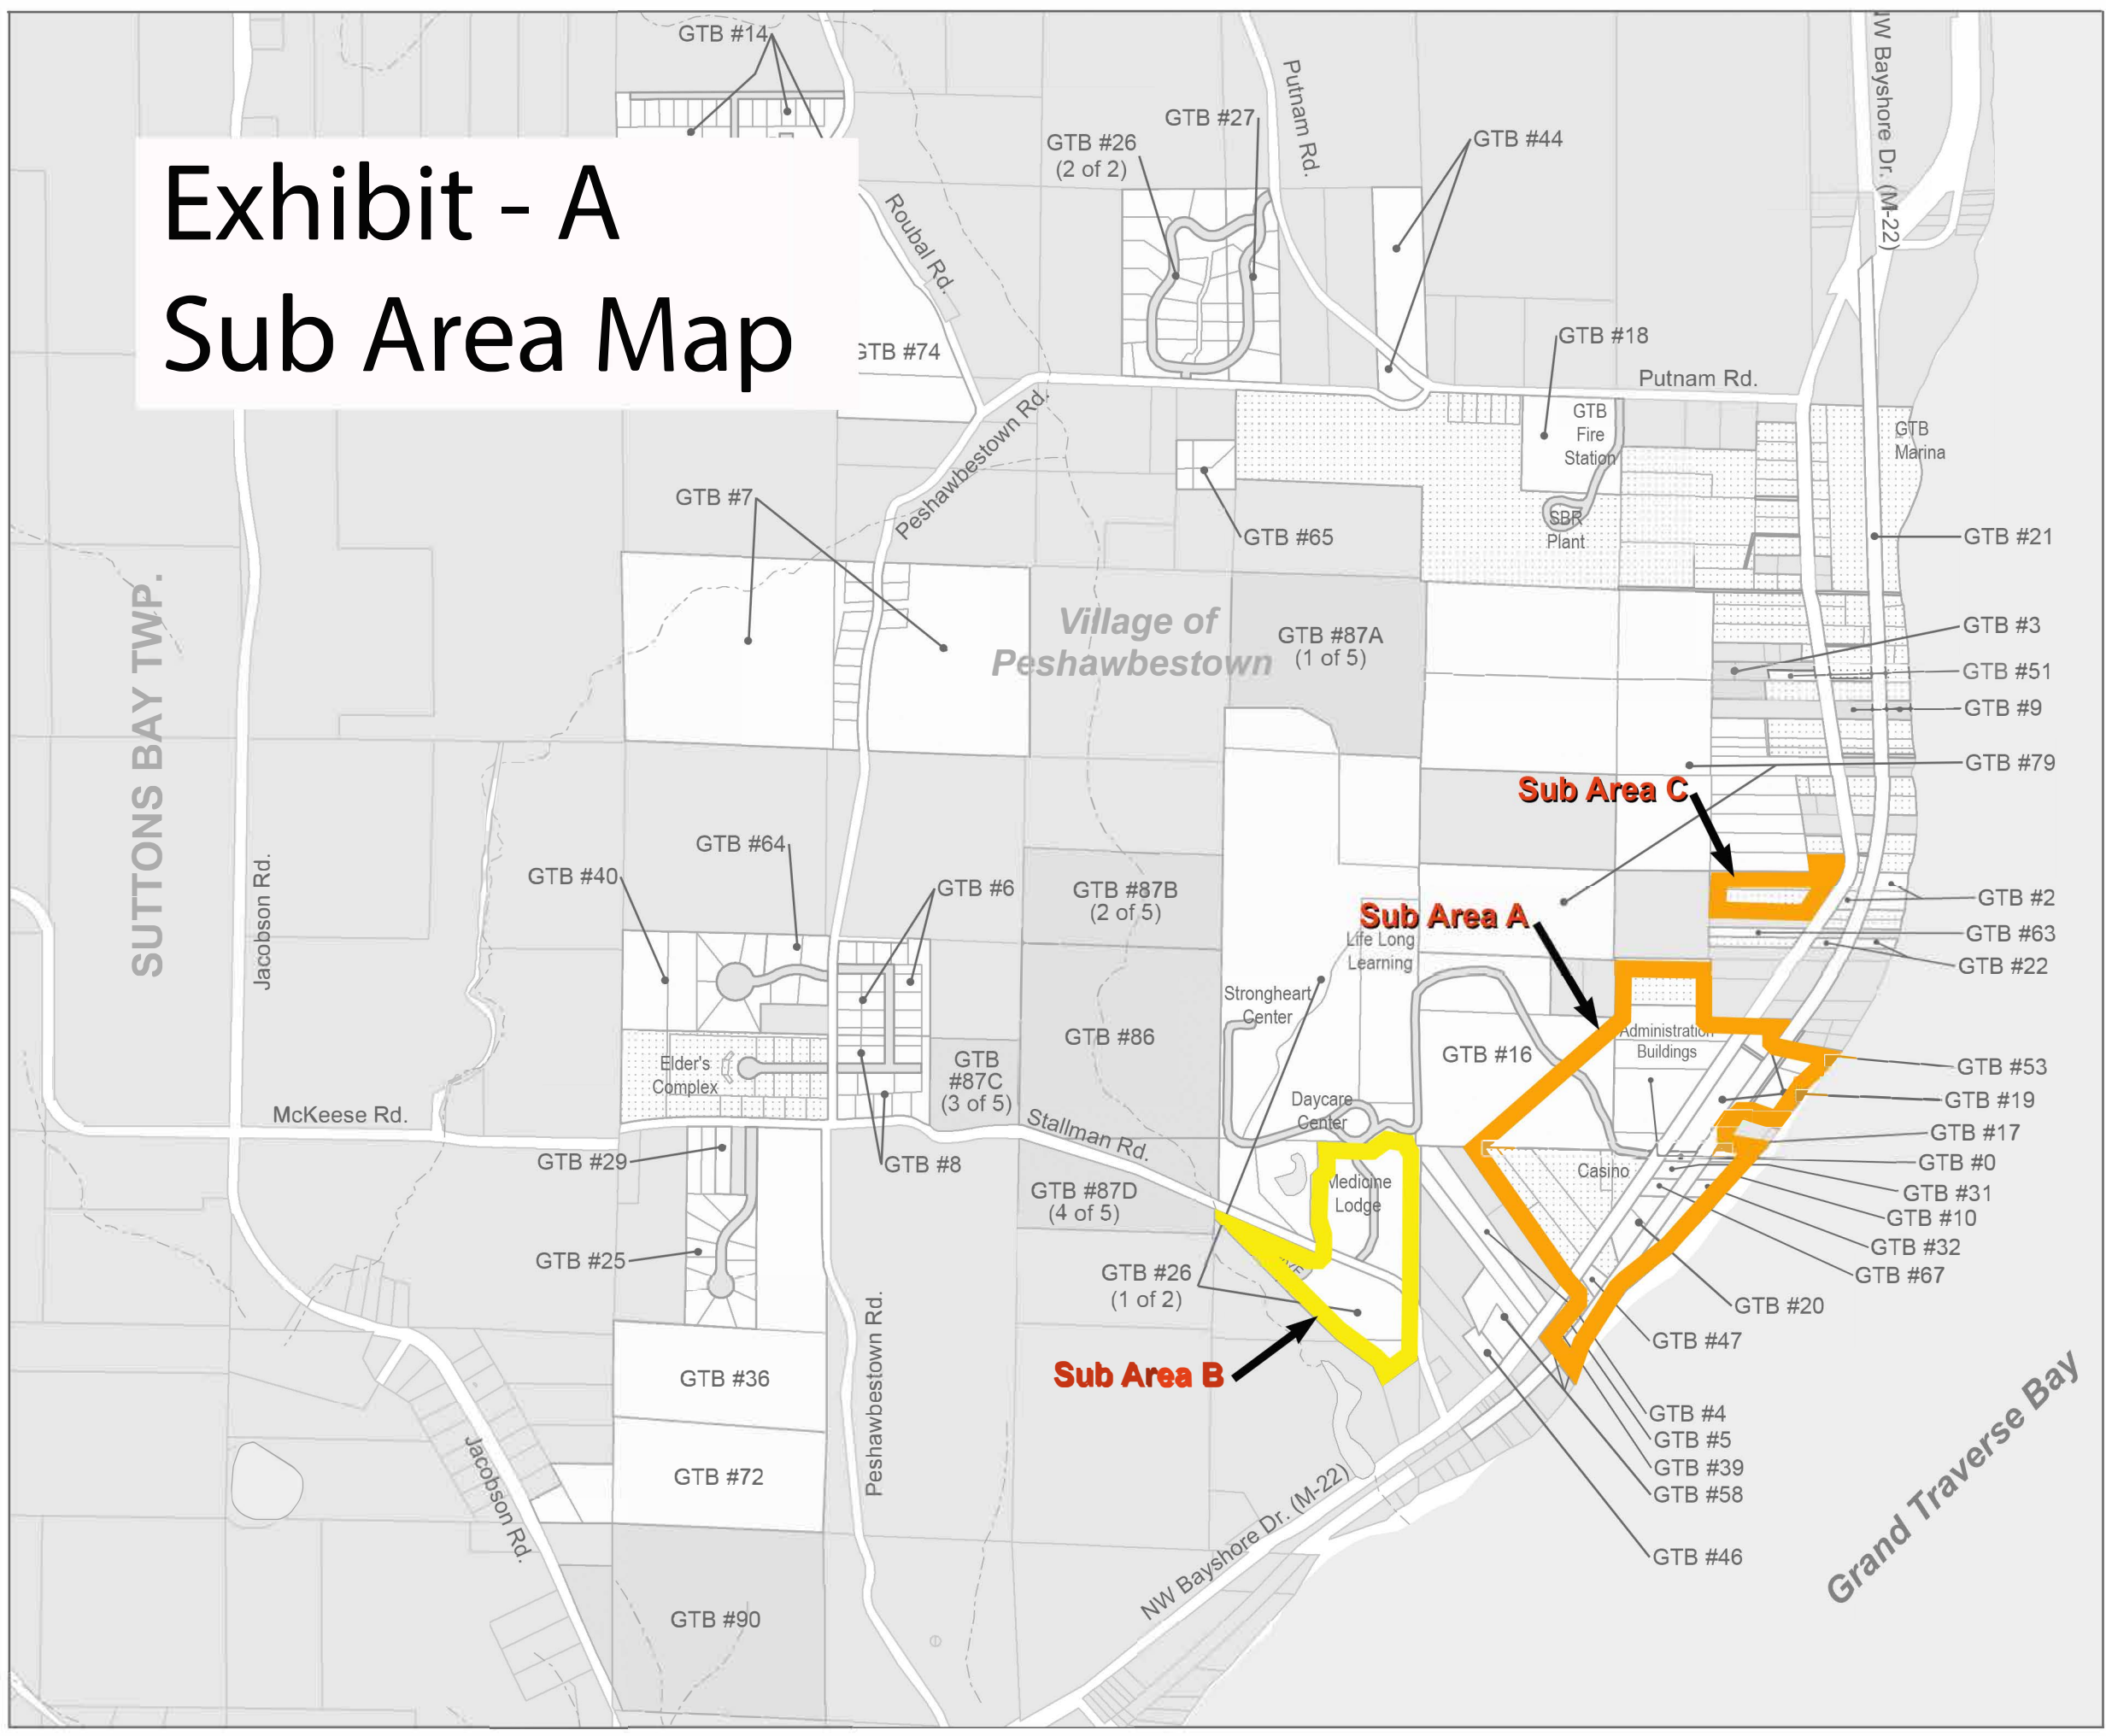 GTB #14
Exhibit - A
Sub Area Map
Roubal Rd.
GTB #74
GTB #26
(2 of 2)
GTB #27
Putnam Rd.
GTB #44
NW Bayshore Dr. (M-22)
GTB #18
Putnam Rd.
GTB
Fire
Station
GTB
Marina
SBR
Plant
Peshawbestown Rd.
GTB #7
GTB #65
GTB #21
SUTTONS BAY TWP.
Village of
Peshawbestown
GTB #87A
(1 of 5)
GTB #3
GTB #51
GTB #9
GTB #79
Sub Area C
Jacobson Rd.
GTB #64
GTB #40
GTB #6
GTB #87B
(2 of 5)
GTB #2
Sub Area A
GTB #63
GTB #22
Life Long
Learning
Strongheart
Center
GTB #86
GTB #16
Administration
Buildings
Elder's
Complex
GTB
#87C
(3 of 5)
GTB #53
GTB #19
McKeese Rd.
Daycare
Center
Stallman Rd.
GTB #17
GTB #29
GTB #8
GTB #0
Casino
Medicine
Lodge
GTB #87D
(4 of 5)
GTB #31
GTB #10
GTB #25
GTB #32
GTB #26
(1 of 2)
GTB #67
GTB #20
GTB #47
Peshawbestown Rd.
GTB #36
Sub Area B
GTB #4
GTB #5
GTB #39
GTB #58
GTB #72
Jacobson Rd.
NW Bayshore Dr. (M-22)
GTB #46
Grand Traverse Bay
GTB #90